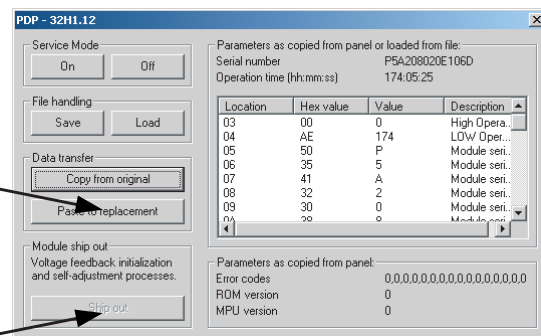 PDP - 32H1.12
Service Mode
On Off
File handling
Save Load
Data transfer
Copy from original
Paste to replacement
Module ship out
Voltage feedback initialization
and self-adjustment processes.
Ship out
Parameters as copied from panel or loaded from file:
Serial number P5A208020E106D
Operation time (hh:mm:ss) 174:05:25
Location Hex value Value Description
03 00 0 High Opera..
04 AE 174 LOW Oper...
05 50 P Module seri..
06 35 5 Module seri..
07 41 A Module seri..
08 32 2 Module seri..
09 30 0 Module seri..
0A 38 8 Module seri..
Parameters as copied from panel:
Error codes 0,0,0,0,0,0,0,0,0,0,0,0,0,0,0,0
ROM version 0
MPU version 0